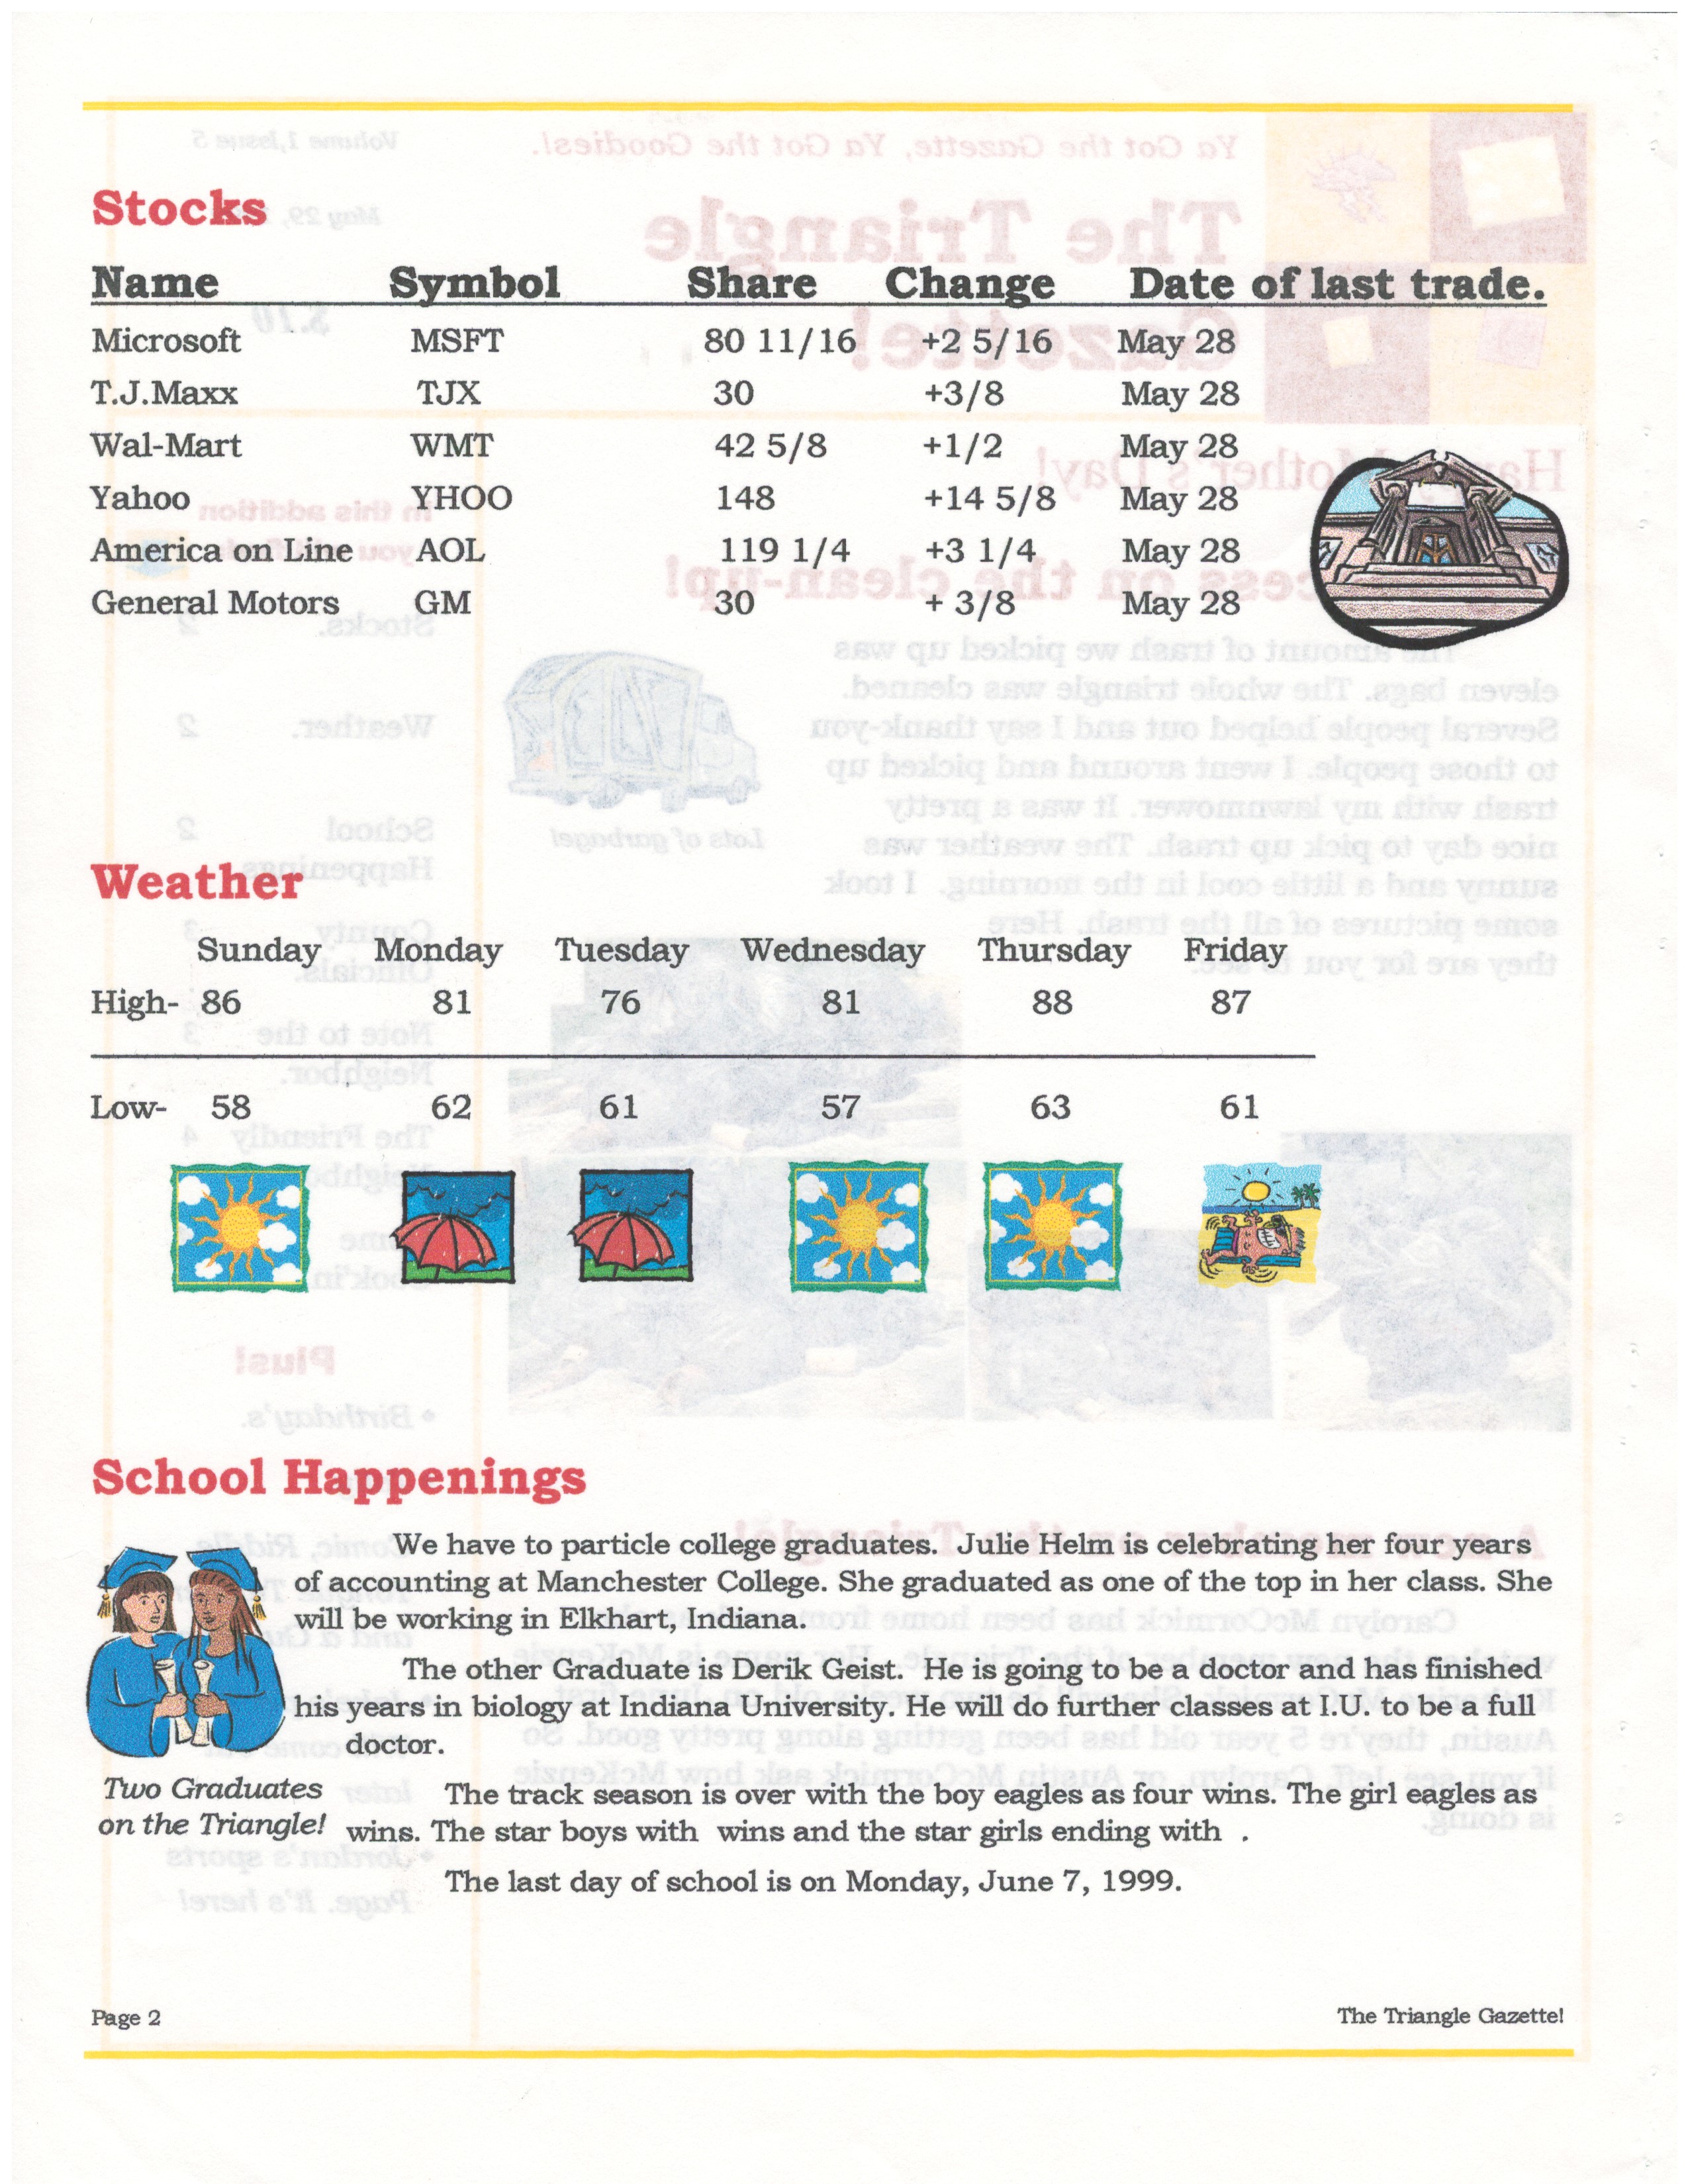 Stocks
Name Symbol Share Change Date of last trade.
Microsoft MSFT 80 11/16 +2 5/16 May 28
T.J.Maxx TJX 30 +3/8 May 28
Wal-Mart WMT 42 5/8 +1/2 May 28
Yahoo YHOO 148 +14 5/8 May 28
America on Line AOL 119 1/4 +3 1/4 May 28
General Motors GM 30 + 3/8 May 28
Weather
Sunday Monday Tuesday Wednesday Thursday Friday
High- 86 81 76 81 88 87
Low- 58 62 61 57 63 61
School Happenings
We have to particle college graduates. Julie Helm is celebrating her four years
of accounting at Manchester College. She graduated as one of the top in her class. She
will be working in Elkhart, Indiana.
The other Graduate is Derik Geist. He is going to be a doctor and has finished
his years in biology at Indiana University. He will do further classes at I.U. to be a full
doctor.
Two Graduates
on the Triangle!
The track season is over with the boy eagles as four wins. The girl eagles as
wins. The star boys with wins and the star girls ending with .
The last day of school is on Monday, June 7, 1999.
Page 2
The Triangle Gazette!